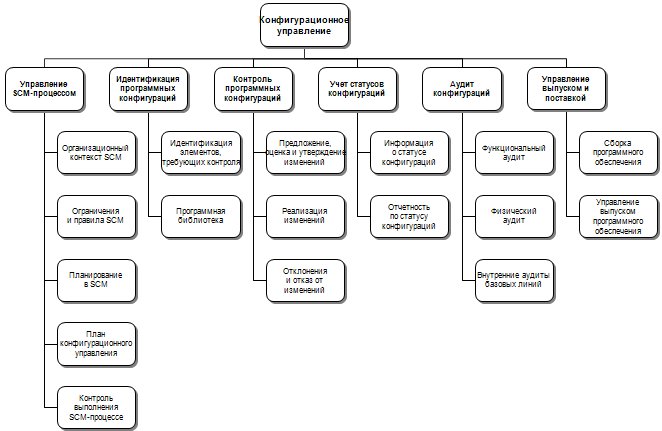 Конфигурационное
управление
Управление
SCM-процессом
Идентификация
программных
конфигураций
Контроль
программных
конфигураций
Учет статусов
конфигураций
Аудит
конфигураций
Управление
выпуском и
поставкой
Организационный
контекст SCM
Идентификация
элементов,
требующих контроля
Предложение,
оценка и утверждение
изменений
Информация
о статусе
конфигураций
Функциональный
аудит
Сборка
программного
обеспечения
Ограничения
и правила SCM
Программная
библиотека
Реализация
изменений
Отчетность
по статусу
конфигураций
Физический
аудит
Управление
выпуском
программного
обеспечения
Планирование
в SCM
Отклонения
и отказ от
изменений
Внутренние аудиты
базовых линий
План
конфигурационного
управления
Контроль
выполнения
SCM-процессе